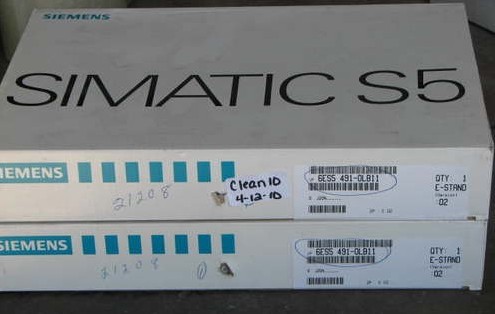 SIEMENS
SIMATIC S5
SIEMENS
21208
Clean ID
4-12-10
6ES5 491-0LB11
QTY: 1
E-STAND
02
SIEMENS
21208
6ES5 491-0LB11
QTY: 1
E-STAND
02